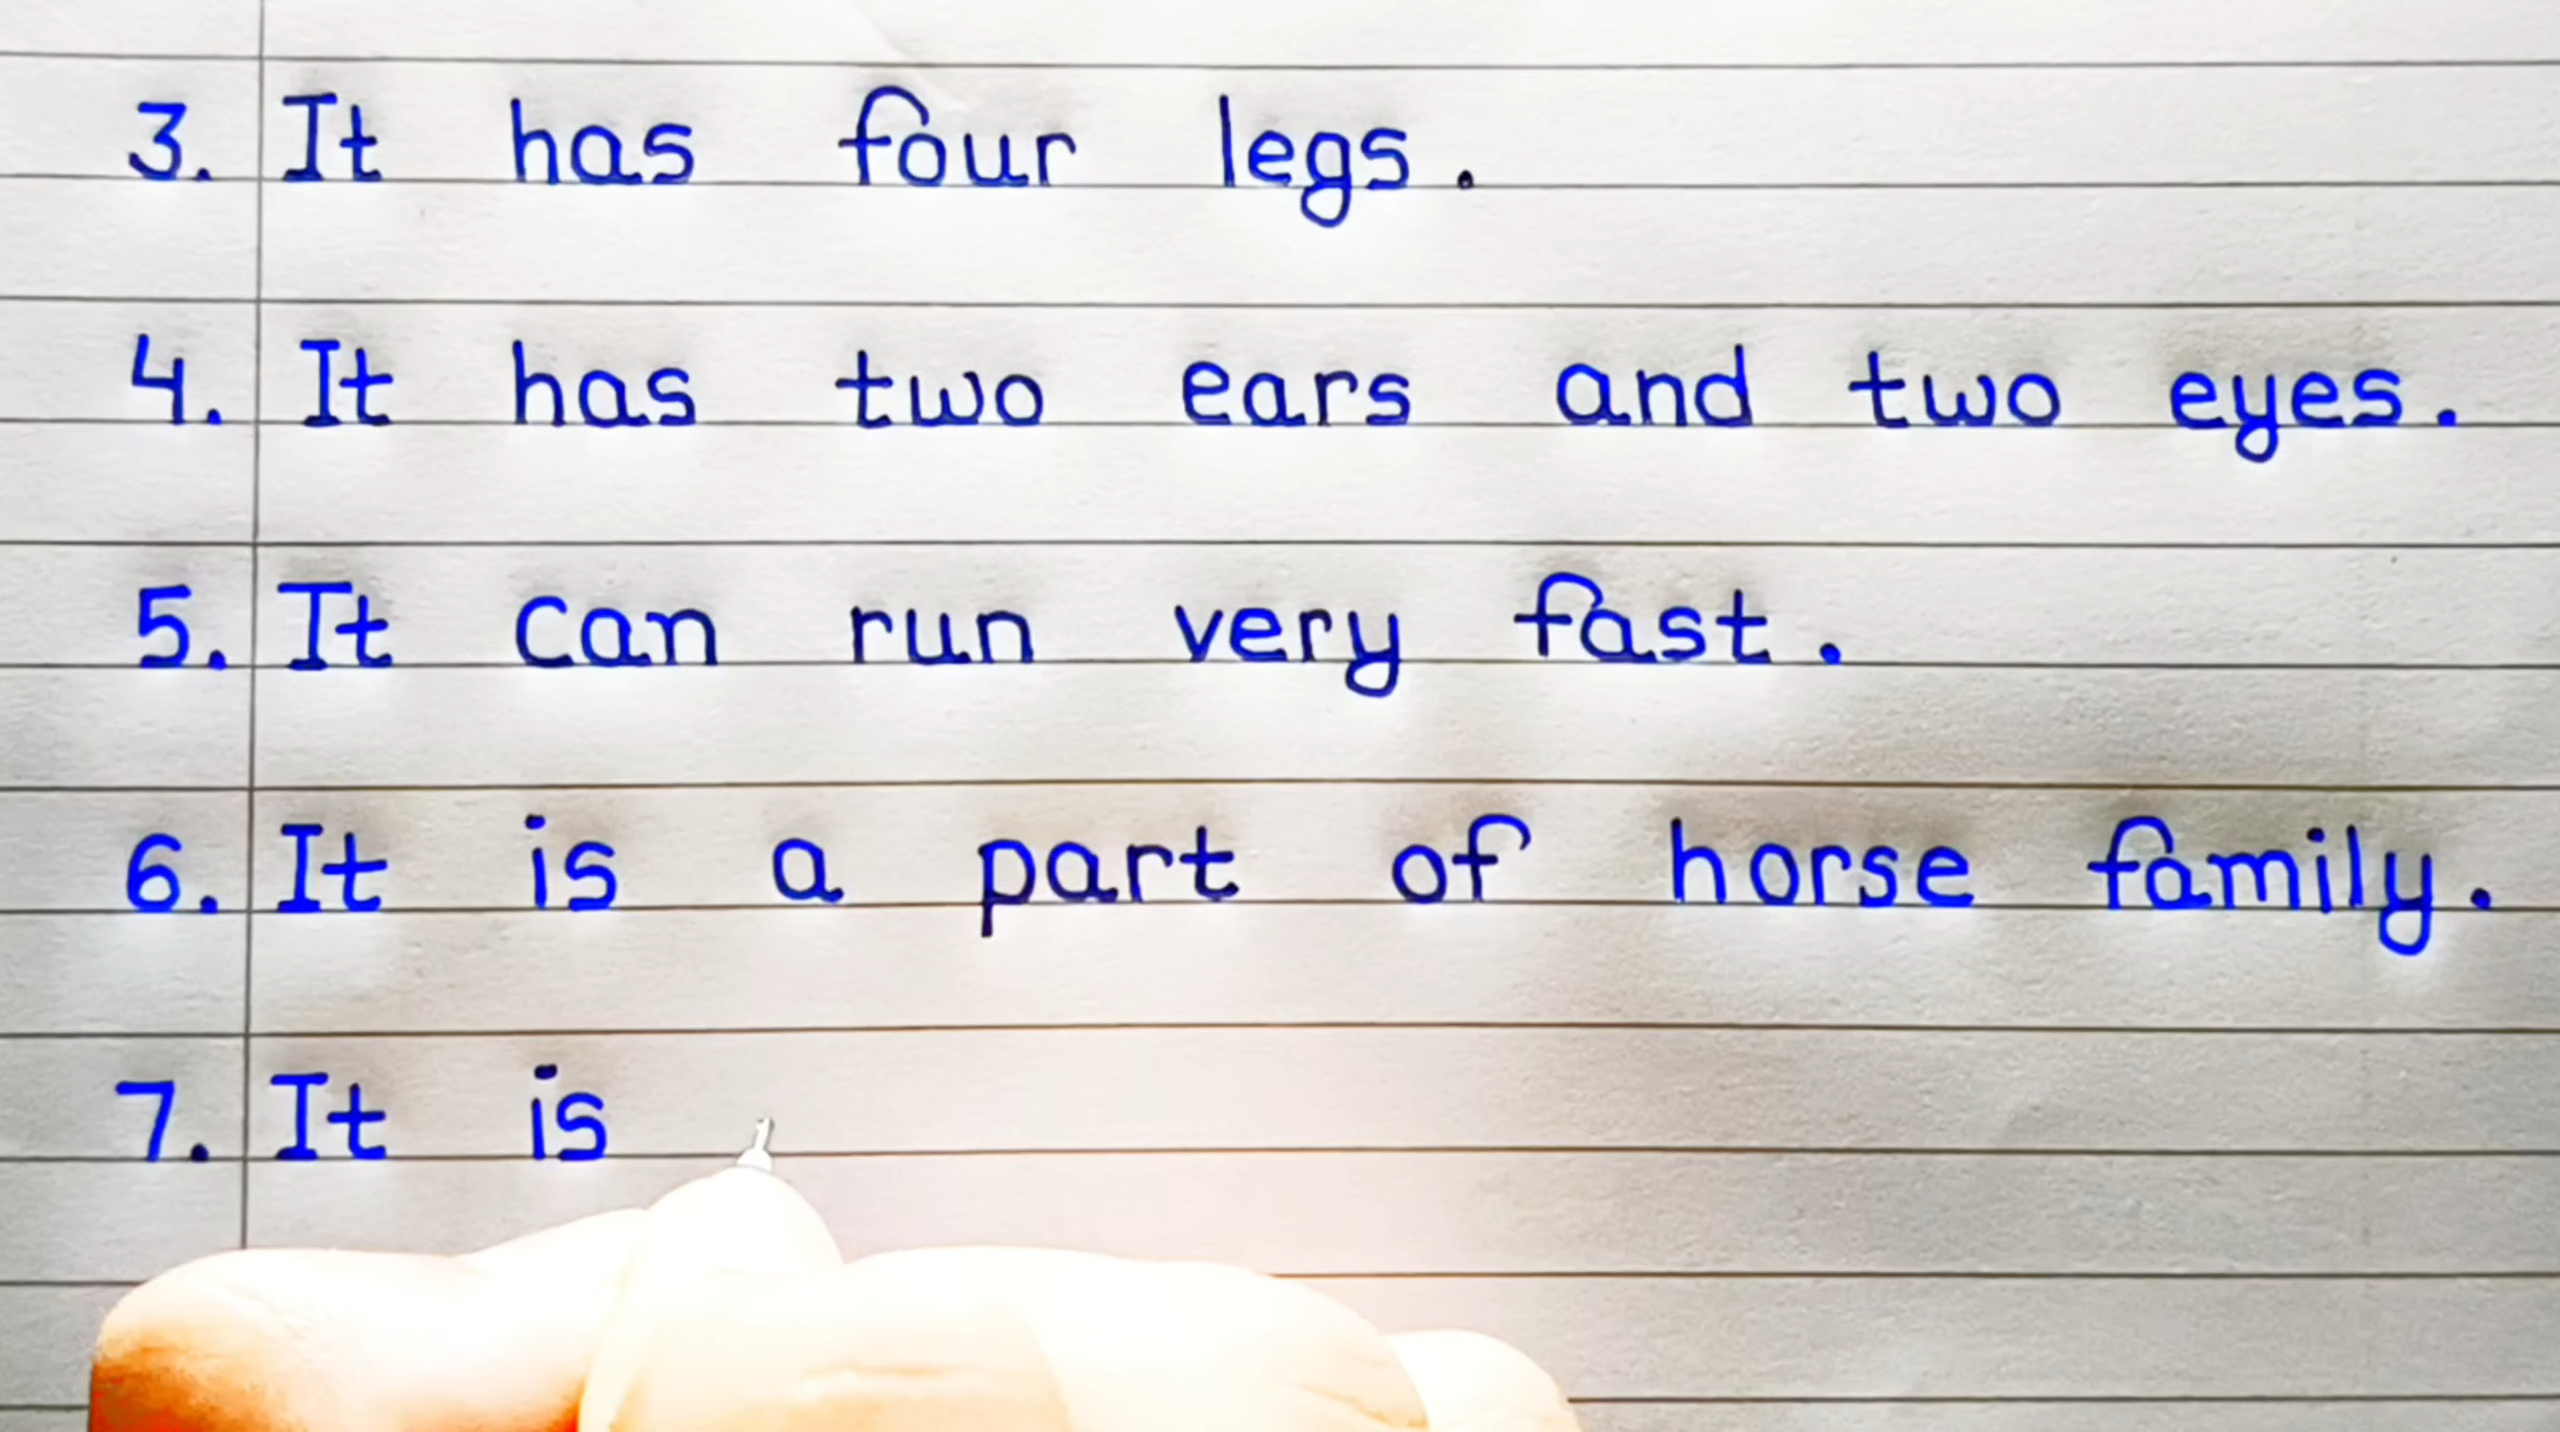 3. It has four legs.
4. It has two ears and two eyes.
5. It can run very fast.
6. It is a part of horse family.
7. It is